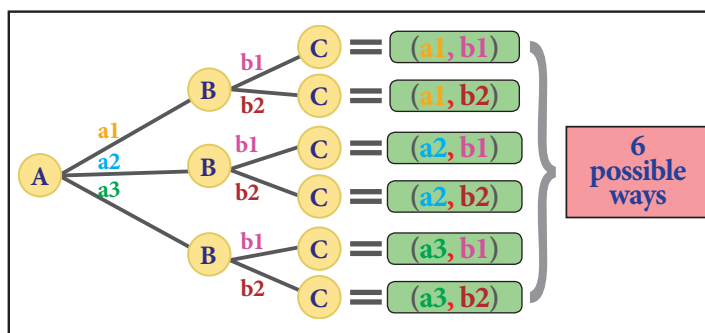 A
a1
a2
a3
B
b1
b2
C = (a1, b1)
C = (a1, b2)
B
b1
b2
C = (a2, b1)
C = (a2, b2)
B
b1
b2
C = (a3, b1)
C = (a3, b2)
6
possible
ways